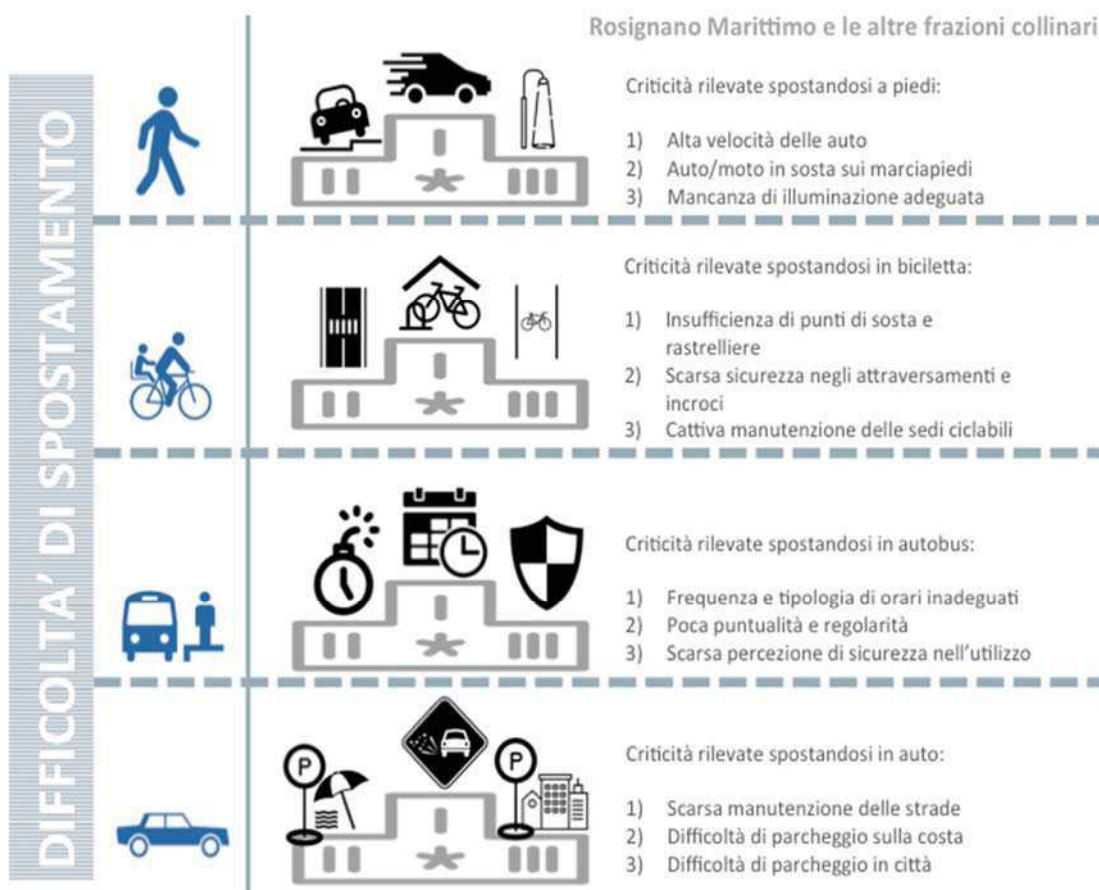 Rosignano Marittimo e le altre frazioni collinari
DIFFICOLTA' DI SPOSTAMENTO
Criticità rilevate spostandosi a piedi:
1) Alta velocità delle auto
2) Auto/moto in sosta sui marciapiedi
3) Mancanza di illuminazione adeguata
Criticità rilevate spostandosi in biciletta:
1) Insufficienza di punti di sosta e
rastrelliere
2) Scarsa sicurezza negli attraversamenti e
incroci
3) Cattiva manutenzione delle sedi ciclabili
Criticità rilevate spostandosi in autobus:
1) Frequenza e tipologia di orari inadeguati
2) Poca puntualità e regolarità
3) Scarsa percezione di sicurezza nell'utilizzo
P
P
Criticità rilevate spostandosi in auto:
1) Scarsa manutenzione delle strade
2) Difficoltà di parcheggio sulla costa
3) Difficoltà di parcheggio in città